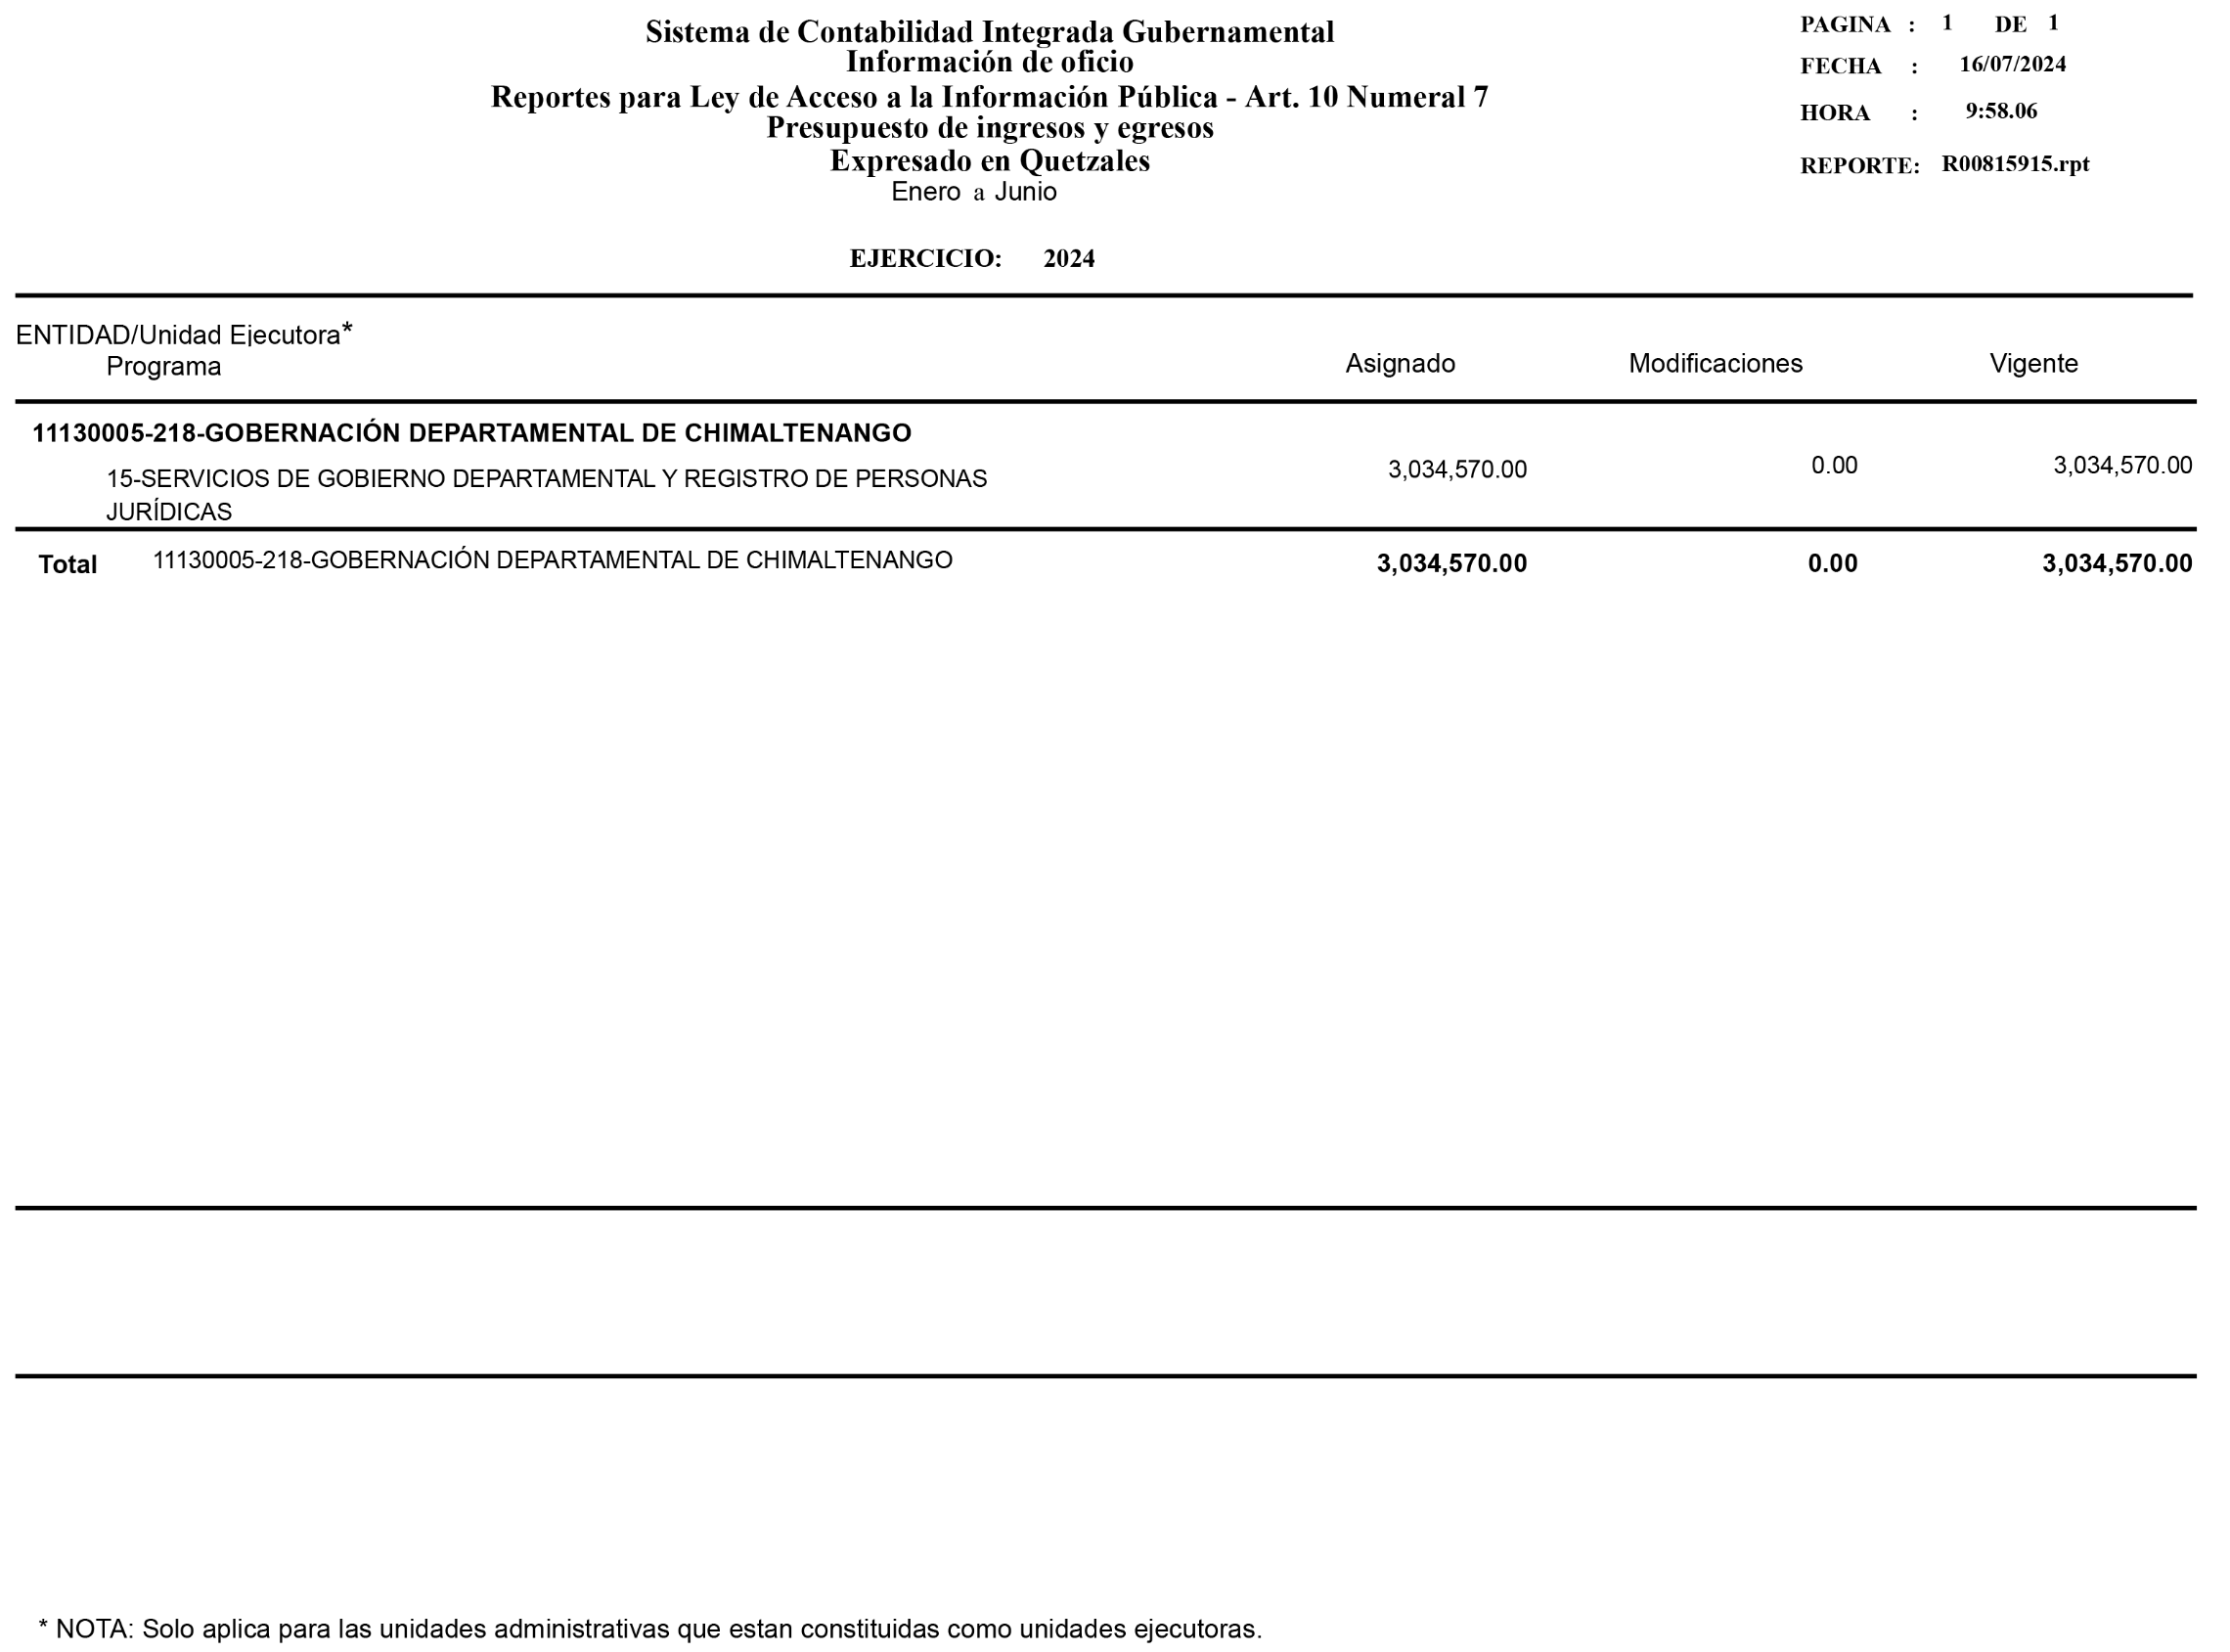 Sistema de Contabilidad Integrada Gubernamental
Información de oficio
Reportes para Ley de Acceso a la Información Pública - Art. 10 Numeral 7
Presupuesto de ingresos y egresos
Expresado en Quetzales
Enero a Junio
EJERCICIO: 2024
PAGINA : 1 DE 1
FECHA : 16/07/2024
HORA : 9:58.06
REPORTE: R00815915.rpt
ENTIDAD/Unidad Ejecutora*
Programa Asignado Modificaciones Vigente
11130005-218-GOBERNACIÓN DEPARTAMENTAL DE CHIMALTENANGO
15-SERVICIOS DE GOBIERNO DEPARTAMENTAL Y REGISTRO DE PERSONAS 3,034,570.00 0.00 3,034,570.00
JURÍDICAS
Total 11130005-218-GOBERNACIÓN DEPARTAMENTAL DE CHIMALTENANGO 3,034,570.00 0.00 3,034,570.00
* NOTA: Solo aplica para las unidades administrativas que estan constituidas como unidades ejecutoras.